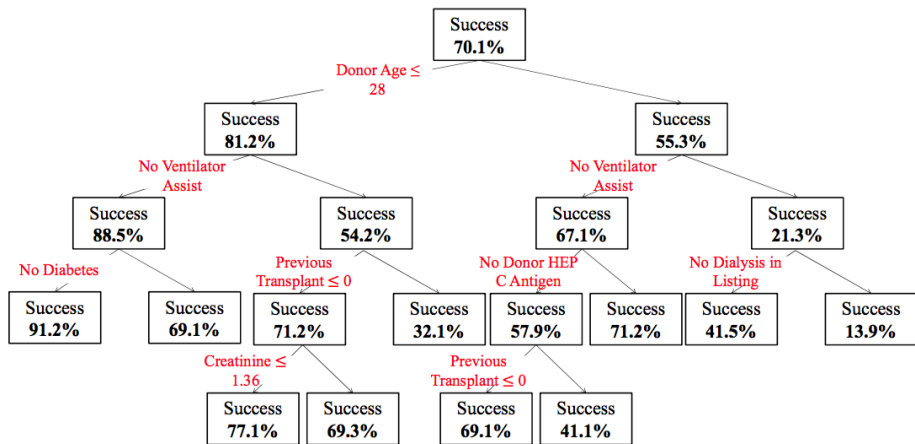 Success
70.1%
Donor Age ≤
28
Success
81.2%
Success
55.3%
No Ventilator
Assist
No Ventilator
Assist
Success
88.5%
Success
54.2%
Success
67.1%
Success
21.3%
No Diabetes
Previous
Transplant ≤ 0
No Donor HEP
C Antigen
No Dialysis in
Listing
Success
91.2%
Success
69.1%
Success
71.2%
Success
32.1%
Success
57.9%
Success
71.2%
Success
41.5%
Success
13.9%
Creatinine ≤
1.36
Previous
Transplant ≤ 0
Success
77.1%
Success
69.3%
Success
69.1%
Success
41.1%